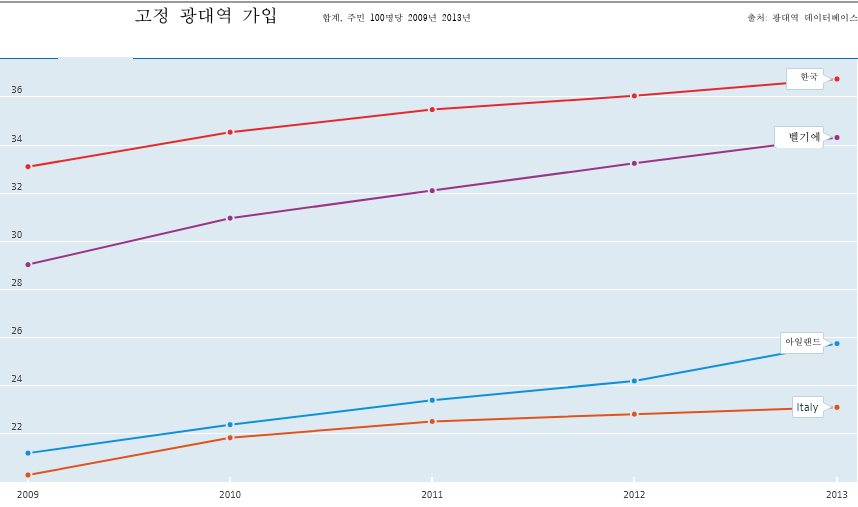 고정 광대역 가입
합계, 주민 100명당 2009년 2013년
출처: 광대역 데이터베이스
36
34
32
30
28
26
24
22
한국
벨기에
아일랜드
Italy
2009 2010 2011 2012 2013